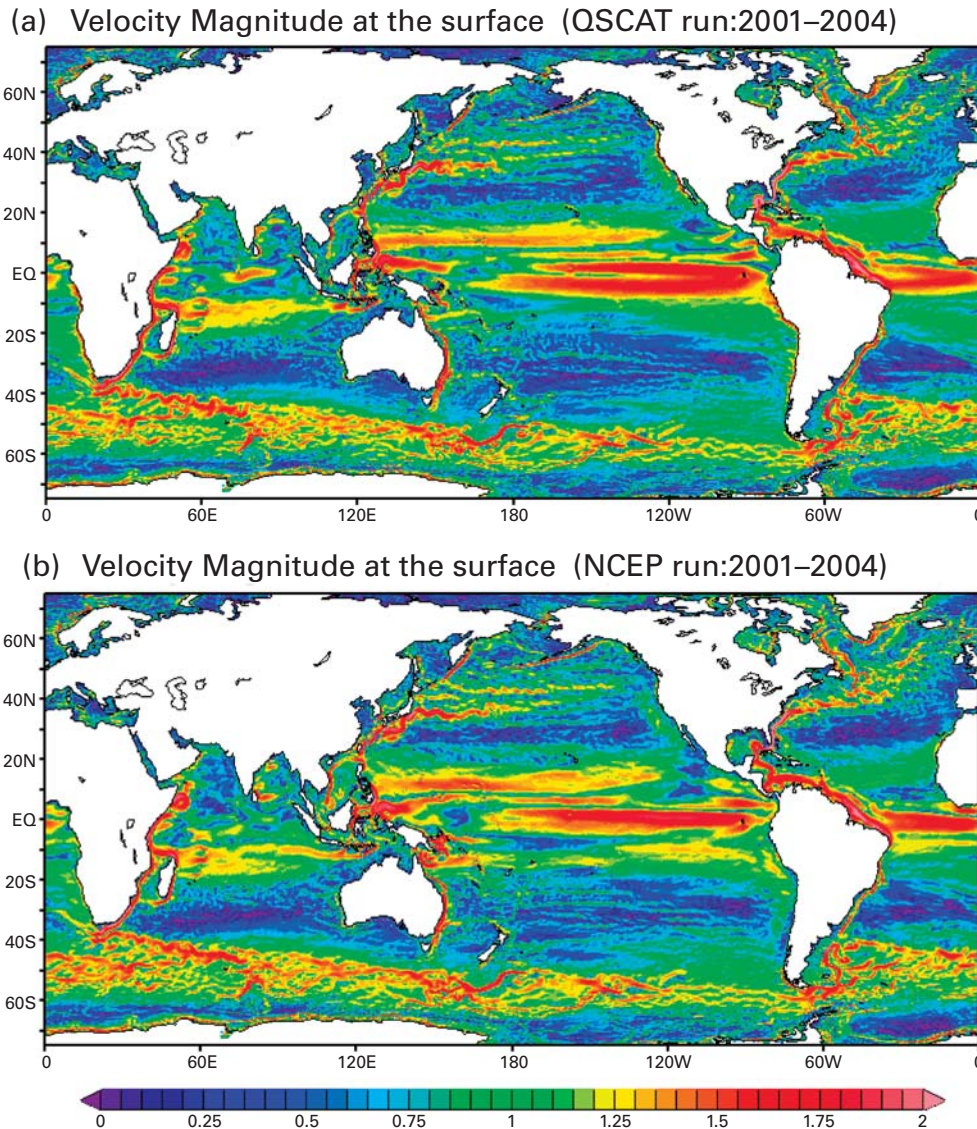 (a) Velocity Magnitude at the surface (QSCAT run:2001–2004)
60N
40N
20N
EQ
20S
40S
60S
0 60E 120E 180 120W 60W 0
(b) Velocity Magnitude at the surface (NCEP run:2001–2004)
60N
40N
20N
EQ
20S
40S
60S
0 60E 120E 180 120W 60W 0
0 0.25 0.5 0.75 1 1.25 1.5 1.75 2